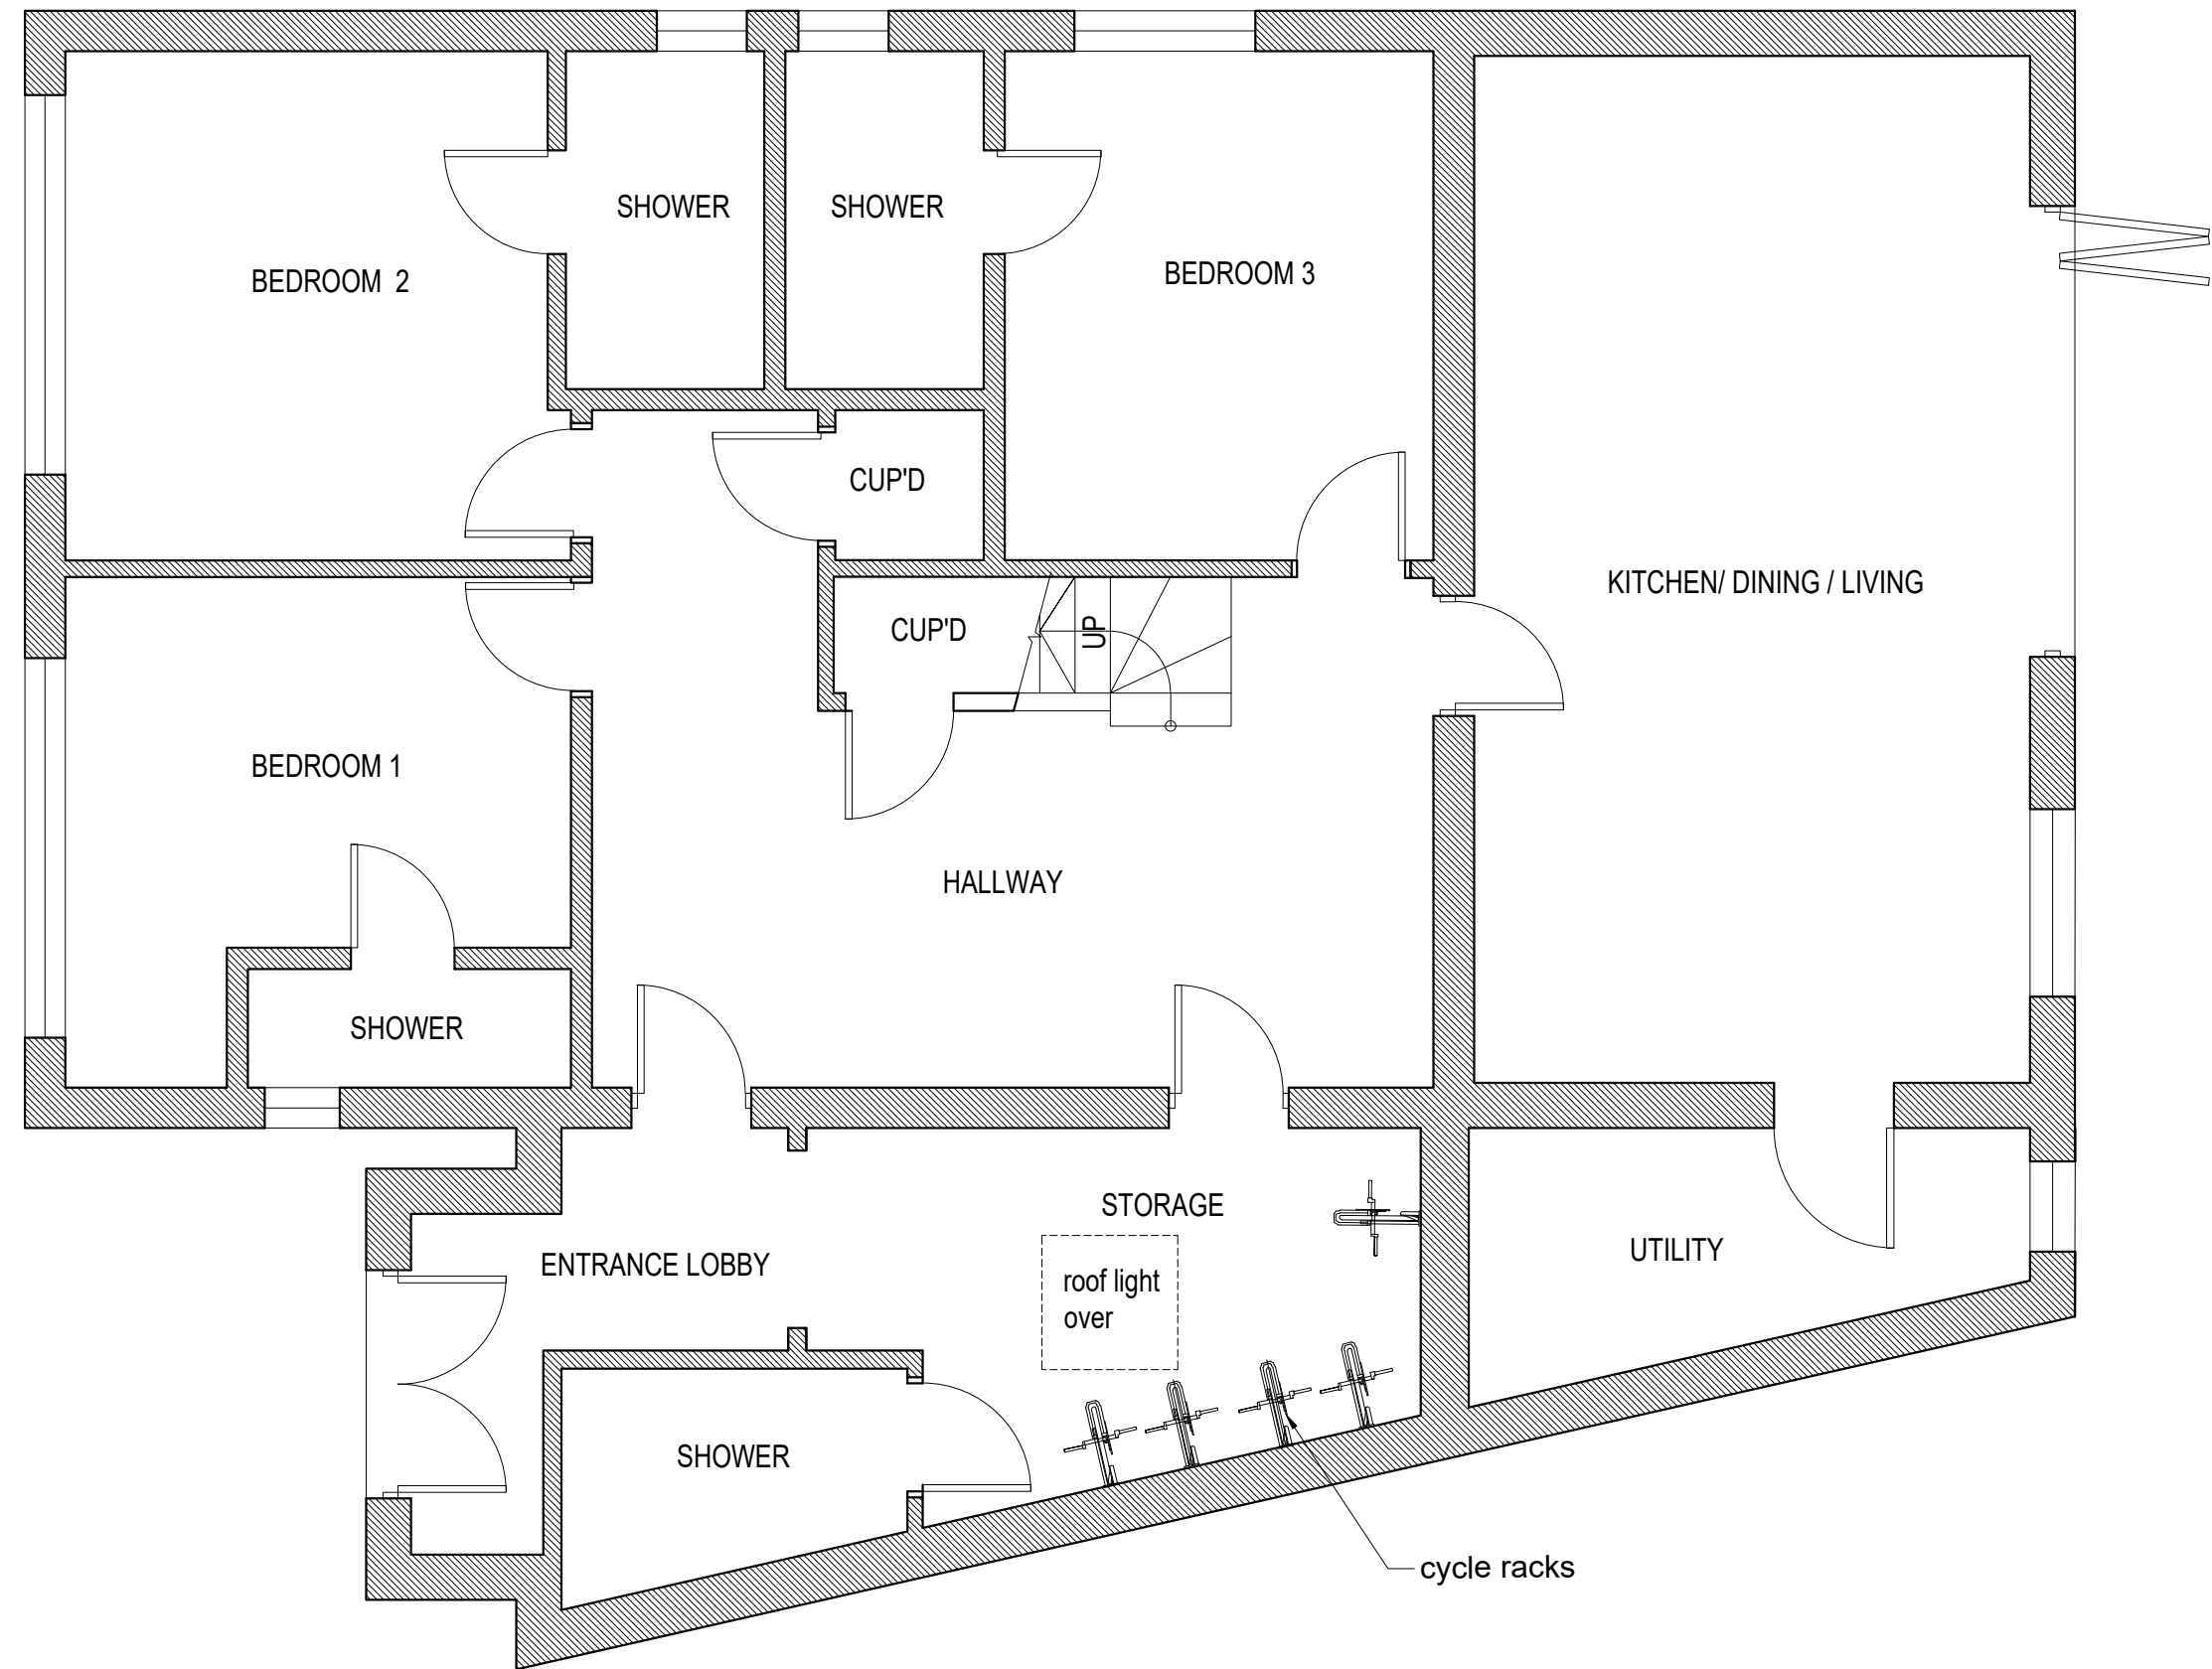 SHOWER
SHOWER
BEDROOM 2
BEDROOM 3
CUP'D
KITCHEN/ DINING / LIVING
CUP'D
UP
BEDROOM 1
HALLWAY
SHOWER
STORAGE
ENTRANCE LOBBY
UTILITY
roof light
over
SHOWER
cycle racks